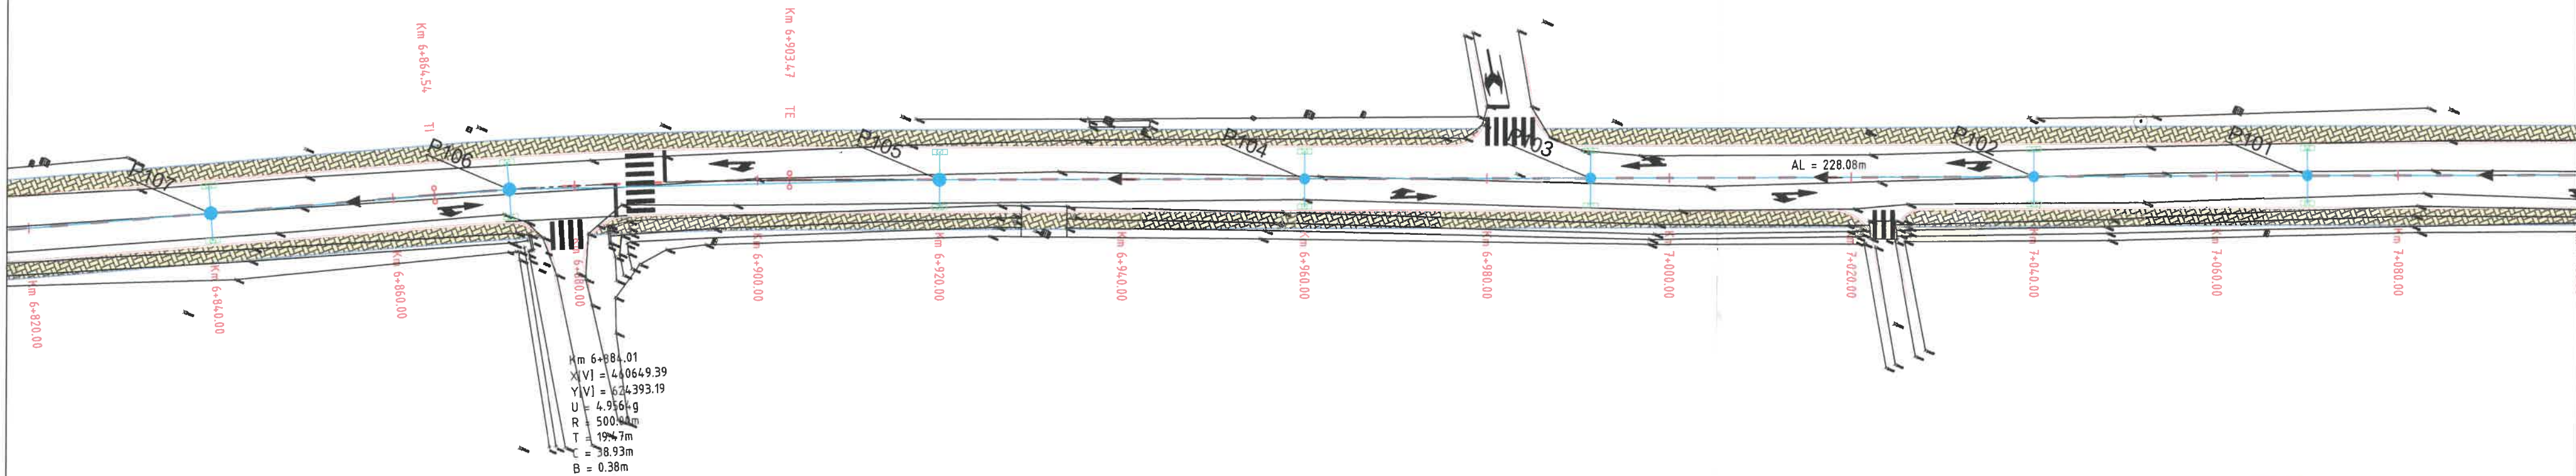 Km 6+864.54 TI
Km 6+903.47 TE
P107
P106
P105
P104
P103
P102
P101
AL = 228.08m
Km 6+820.00
Km 6+840.00
Km 6+860.00
Km 6+880.00
Km 6+900.00
Km 6+920.00
Km 6+940.00
Km 6+960.00
Km 6+980.00
Km 7+000.00
Km 7+020.00
Km 7+040.00
Km 7+060.00
Km 7+080.00
Km 6+884.01
X[V] = 460649.39
Y[V] = 624393.19
U = 4.9564g
R = 500.00m
T = 19.47m
C = 38.93m
B = 0.38m